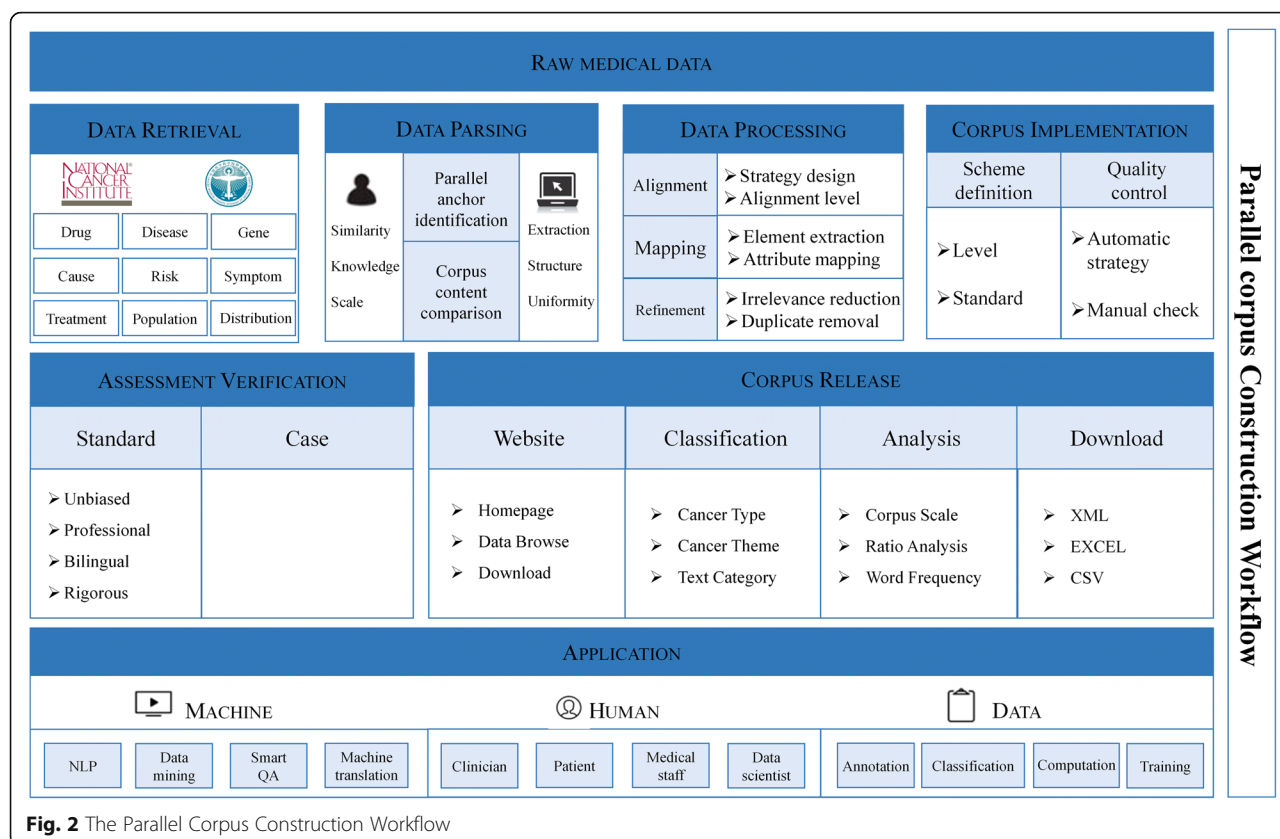 RAW MEDICAL DATA
DATA RETRIEVAL
NATIONAL
CANCER
INSTITUTE
Drug
Disease
Gene
Cause
Risk
Symptom
Treatment
Population
Distribution
DATA PARSING
Similarity
Knowledge
Scale
Parallel
anchor
identification
Corpus
content
comparison
Extraction
Structure
Uniformity
DATA PROCESSING
Alignment
➢ Strategy design
➢ Alignment level
Mapping
➢ Element extraction
➢ Attribute mapping
Refinement
➢ Irrelevance reduction
➢ Duplicate removal
CORPUS IMPLEMENTATION
Scheme
definition
➢ Level
➢ Standard
Quality
control
➢ Automatic
strategy
➢ Manual check
ASSESSMENT VERIFICATION
Standard
➢ Unbiased
➢ Professional
➢ Bilingual
➢ Rigorous
Case
CORPUS RELEASE
Website
➢ Homepage
➢ Data Browse
➢ Download
Classification
➢ Cancer Type
➢ Cancer Theme
➢ Text Category
Analysis
➢ Corpus Scale
➢ Ratio Analysis
➢ Word Frequency
Download
➢ XML
➢ EXCEL
➢ CSV
APPLICATION
MACHINE
NLP
Data
mining
Smart
QA
Machine
translation
HUMAN
Clinician
Patient
Medical
staff
Data
scientist
DATA
Annotation
Classification
Computation
Training
Parallel corpus Construction Workflow
Fig. 2 The Parallel Corpus Construction Workflow